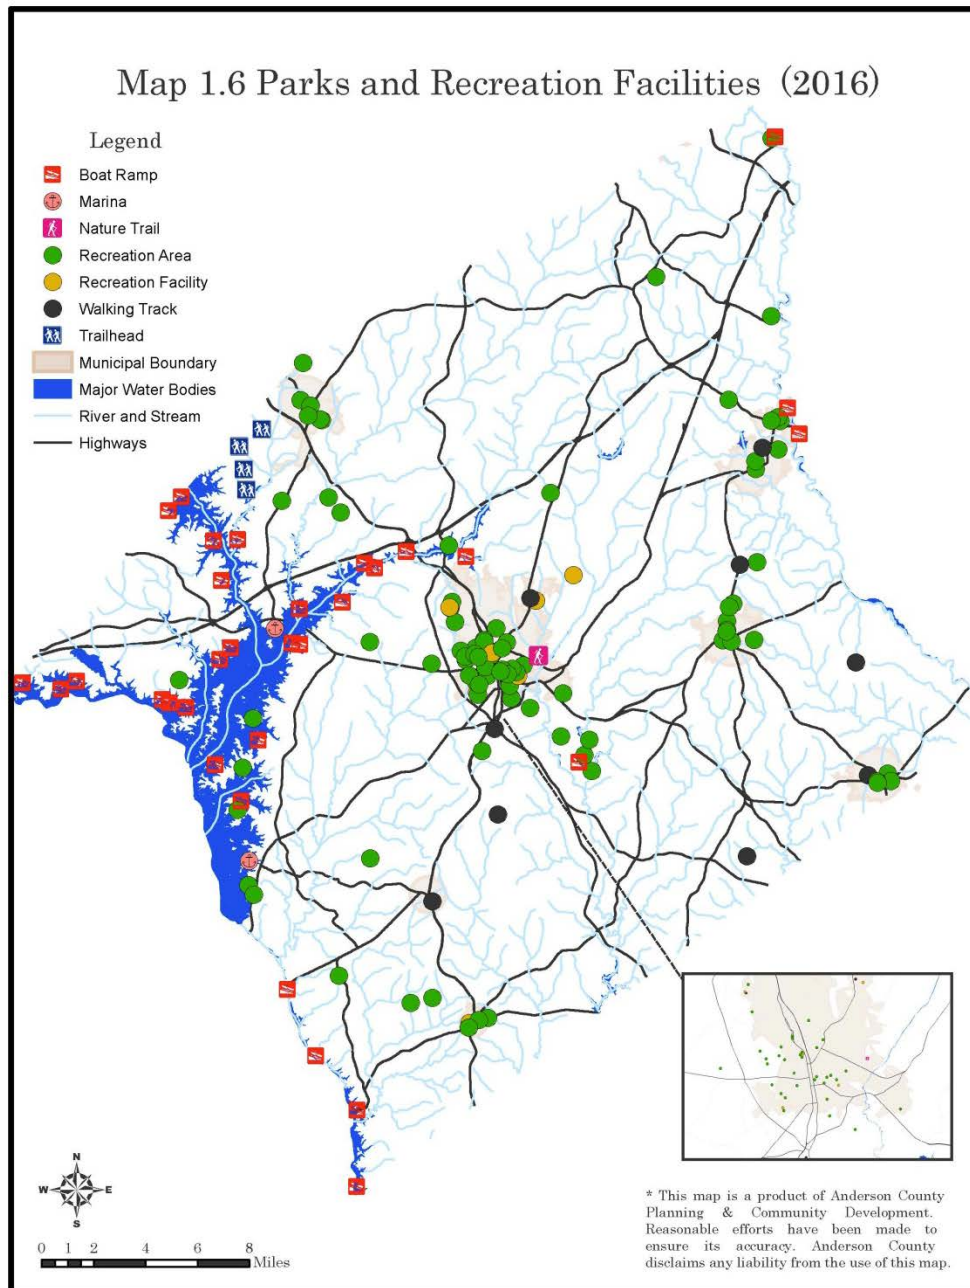 Map 1.6 Parks and Recreation Facilities (2016)
Legend
Boat Ramp
Marina
Nature Trail
Recreation Area
Recreation Facility
Walking Track
Trailhead
Municipal Boundary
Major Water Bodies
River and Stream
Highways
N
W E
S
0 1 2 4 6 8
Miles
* This map is a product of Anderson County
Planning & Community Development.
Reasonable efforts have been made to
ensure its accuracy. Anderson County
disclaims any liability from the use of this map.